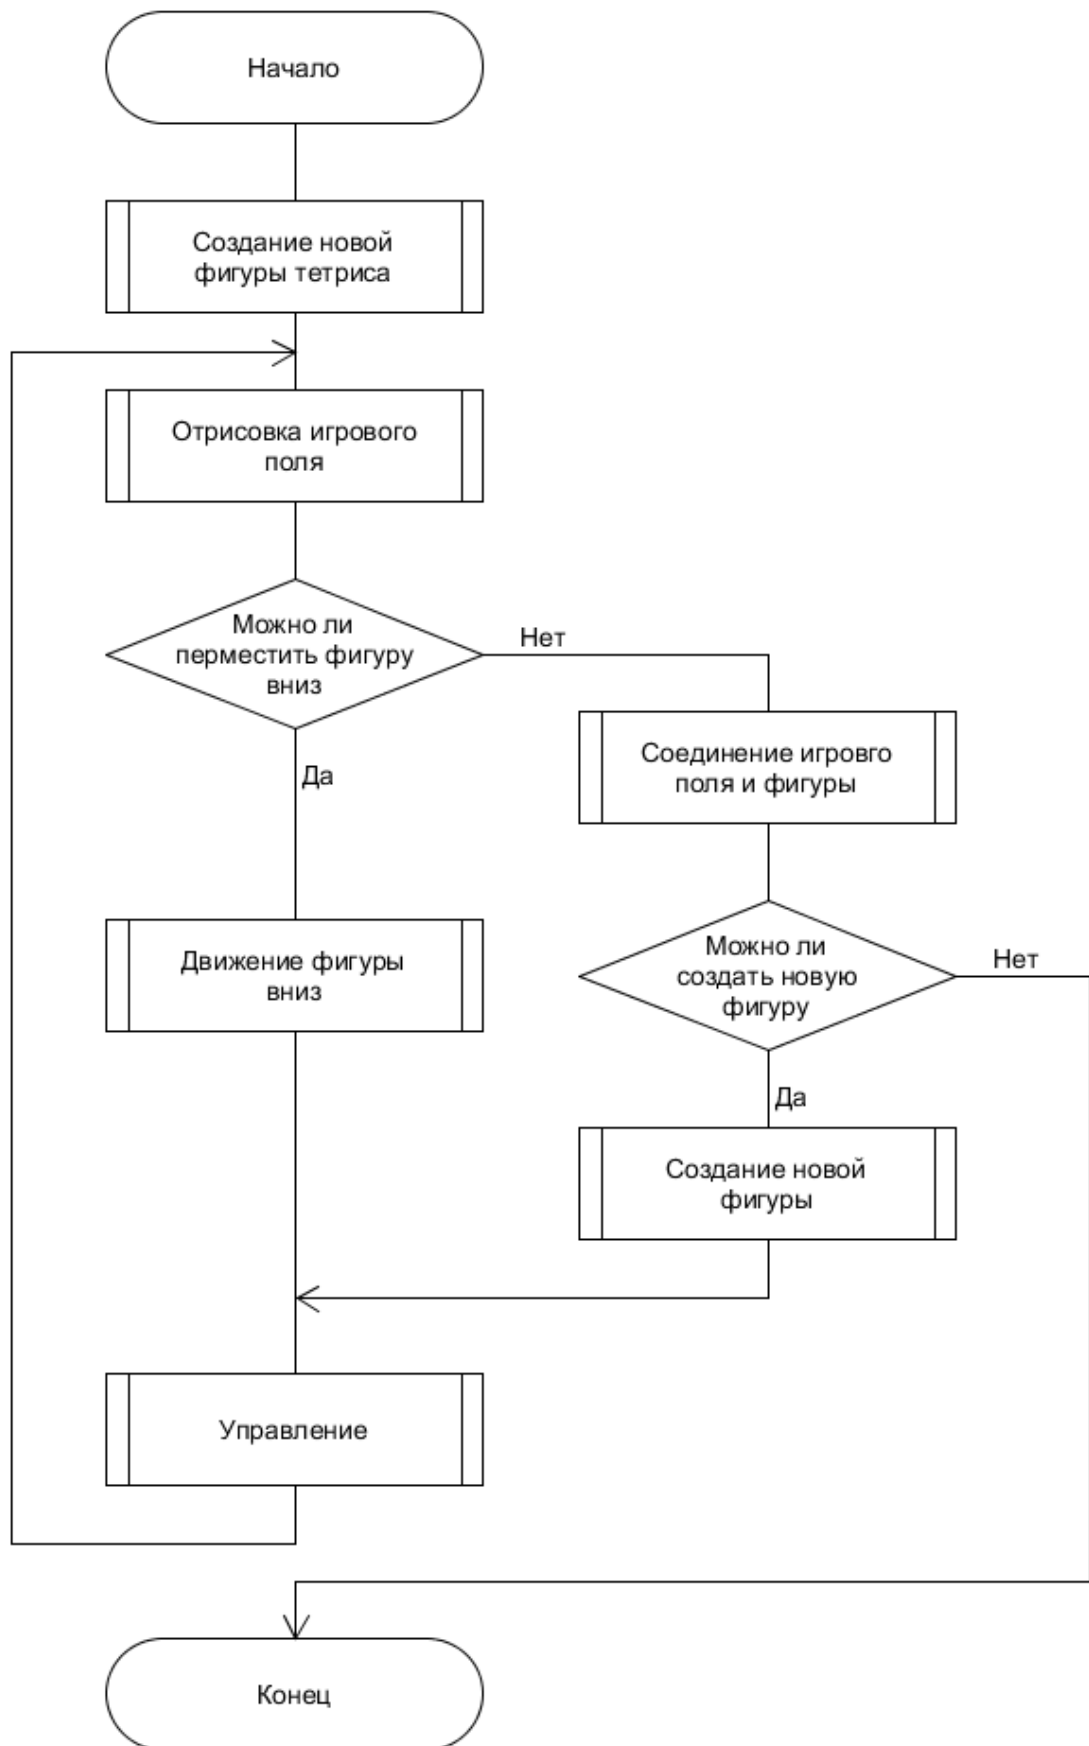 Начало
Создание новой
фигуры тетриса
Отрисовка игрового
поля
Можно ли
перместить фигуру
вниз
Нет
Да
Соединение игровго
поля и фигуры
Движение фигуры
вниз
Можно ли
создать новую
фигуру
Нет
Да
Создание новой
фигуры
Управление
Конец